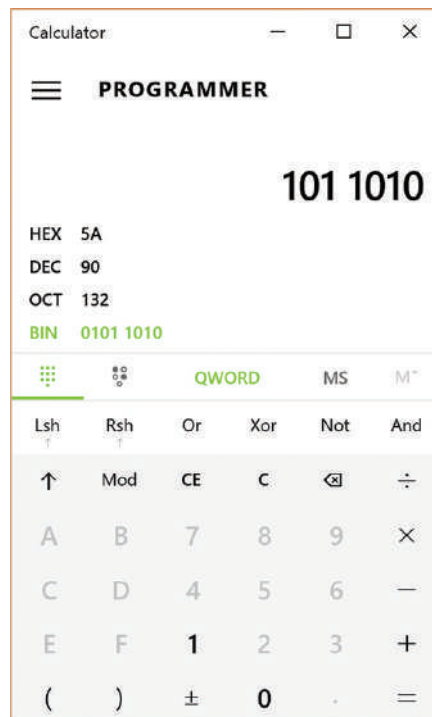 Calculator
PROGRAMMER
101 1010
HEX 5A
DEC 90
OCT 132
BIN 0101 1010
QWORD MS M˅
Lsh Rsh Or Xor Not And
↑ Mod CE C ⌫ ÷
A B 7 8 9 ×
C D 4 5 6 −
E F 1 2 3 +
( ) ± 0 . =